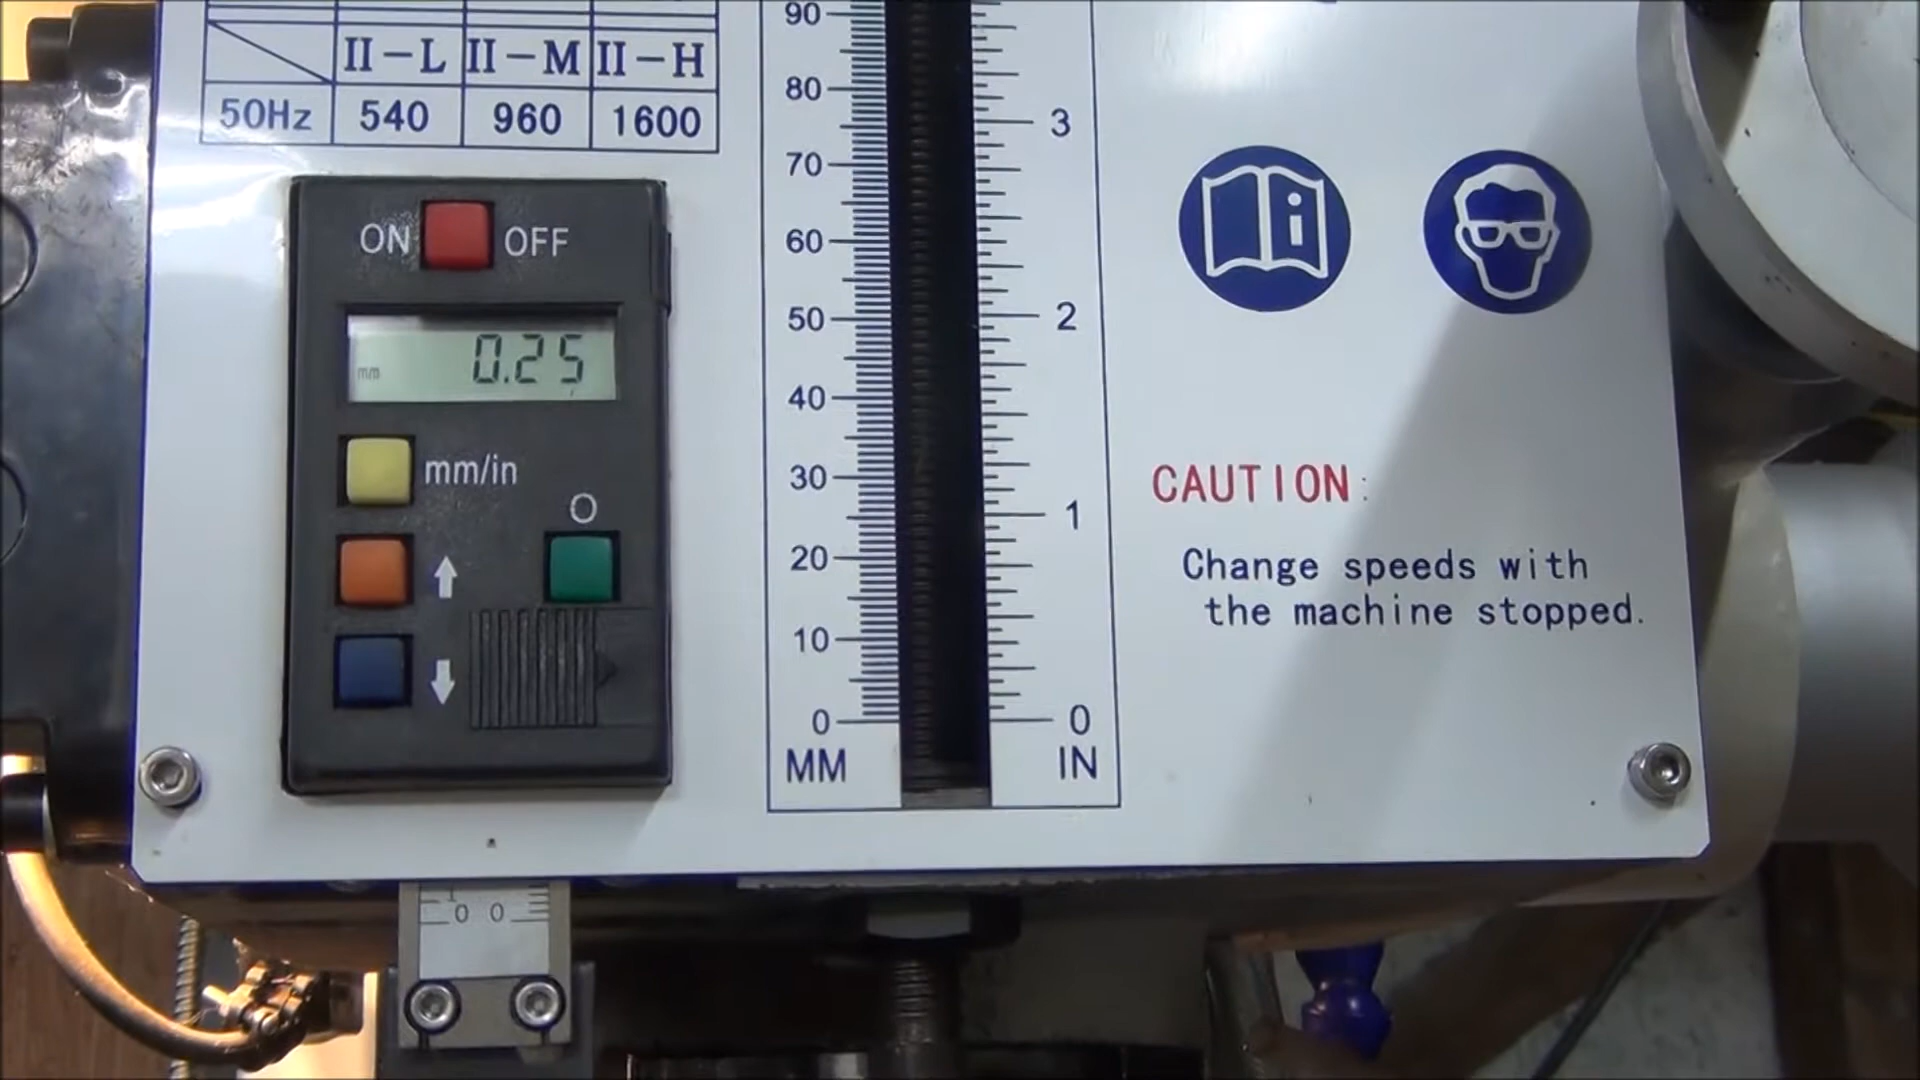 II-L II-M II-H
50Hz 540 960 1600
ON OFF
mm 0.25
mm/in
O
90
80
70
60
50
40
30
20
10
0
MM
3
2
1
0
IN
i
CAUTION:
Change speeds with
the machine stopped.
1
0 0